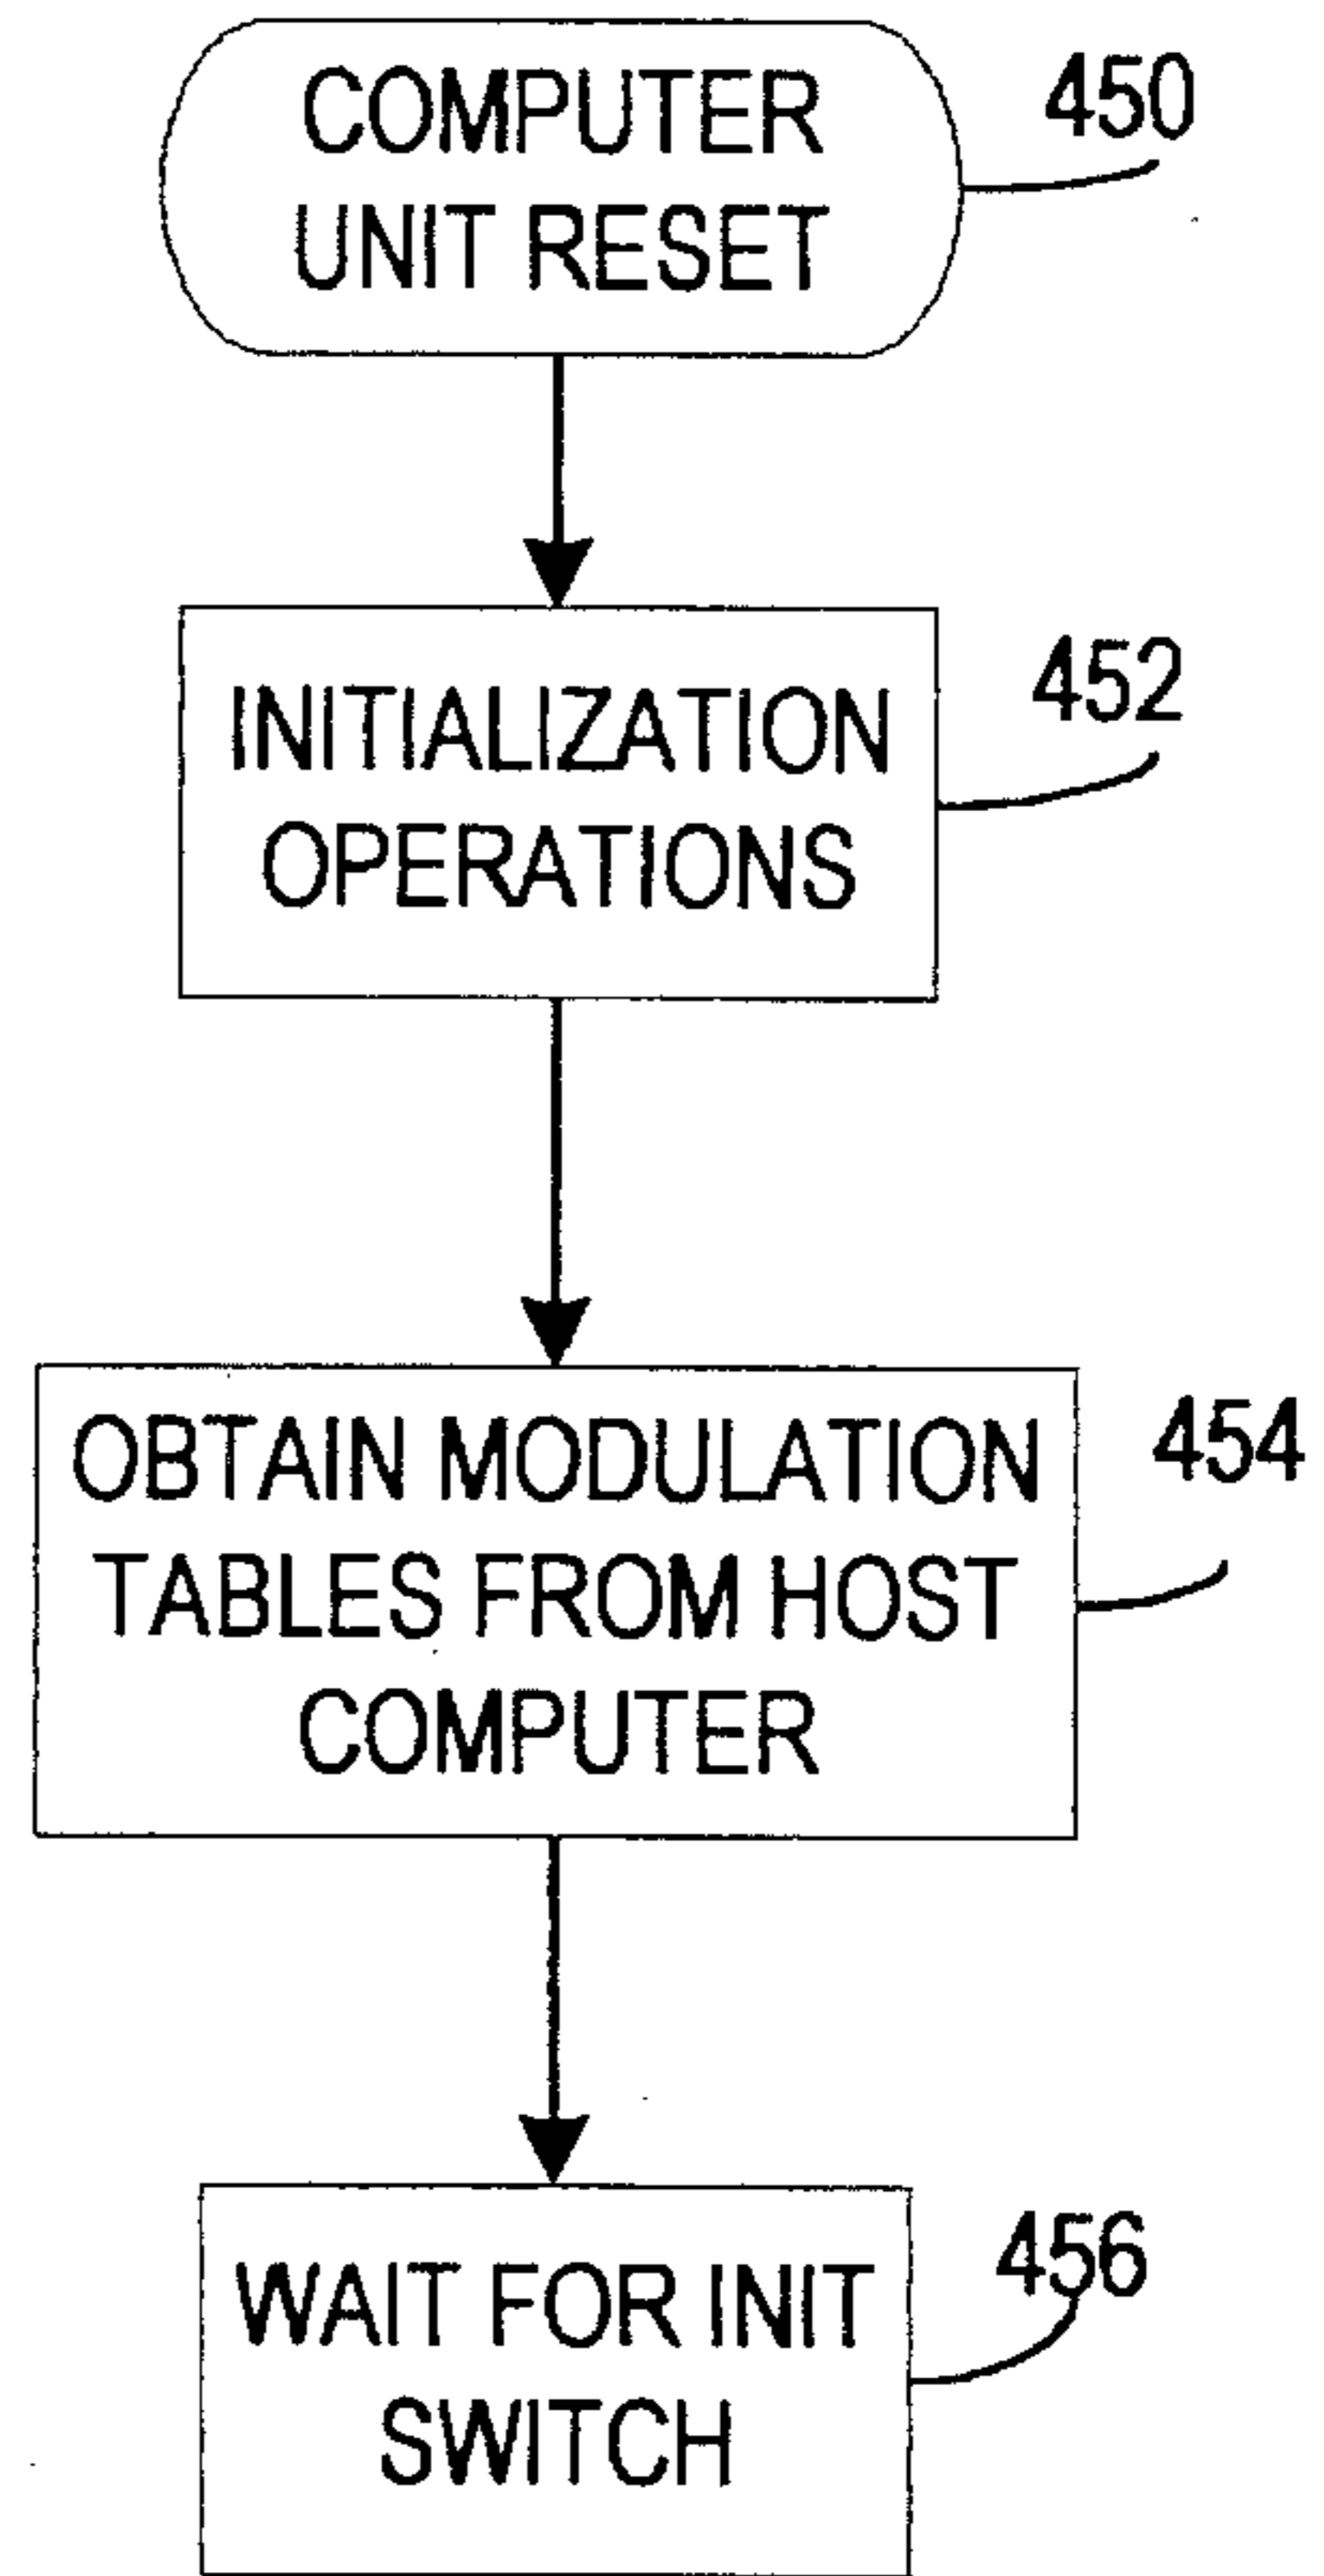 COMPUTER
UNIT RESET
450
INITIALIZATION
OPERATIONS
452
OBTAIN MODULATION
TABLES FROM HOST
COMPUTER
454
WAIT FOR INIT
SWITCH
456